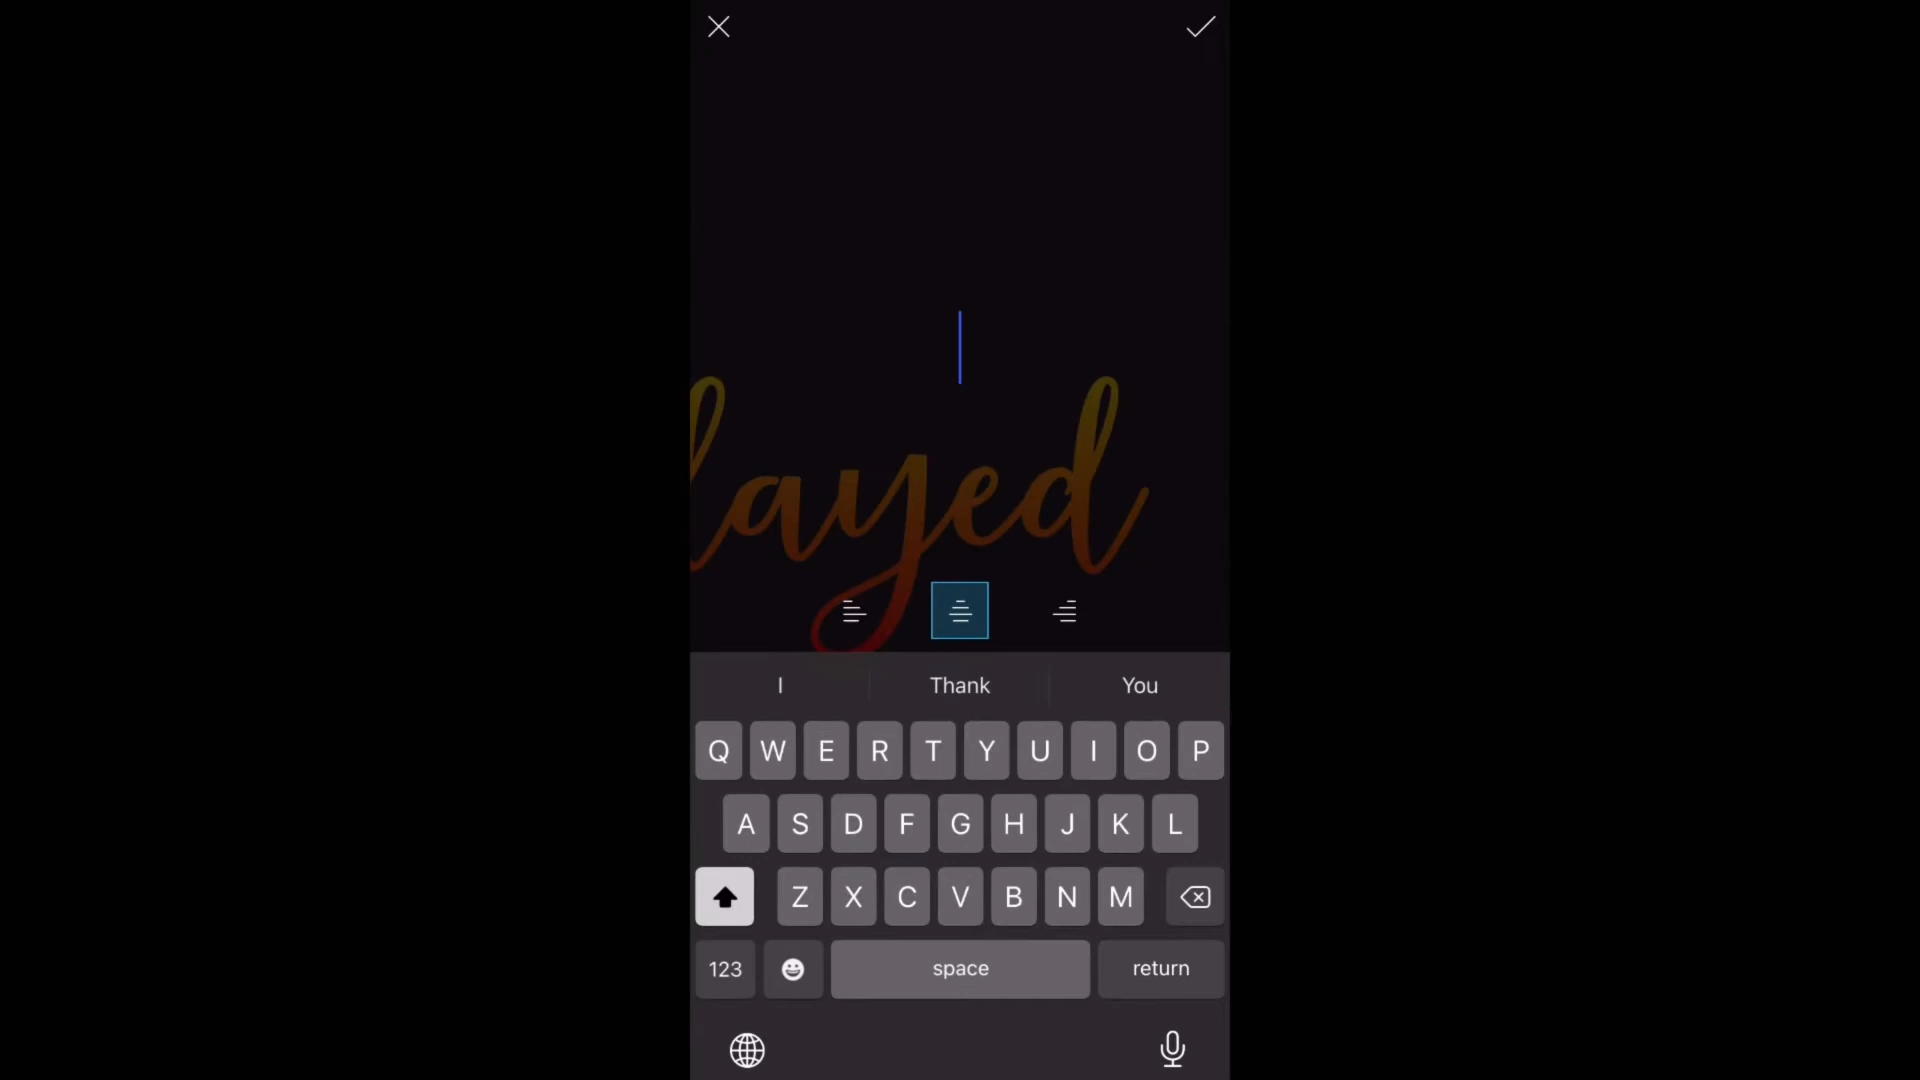 layed
I Thank You
Q W E R T Y U I O P
A S D F G H J K L
Z X C V B N M
123 space return